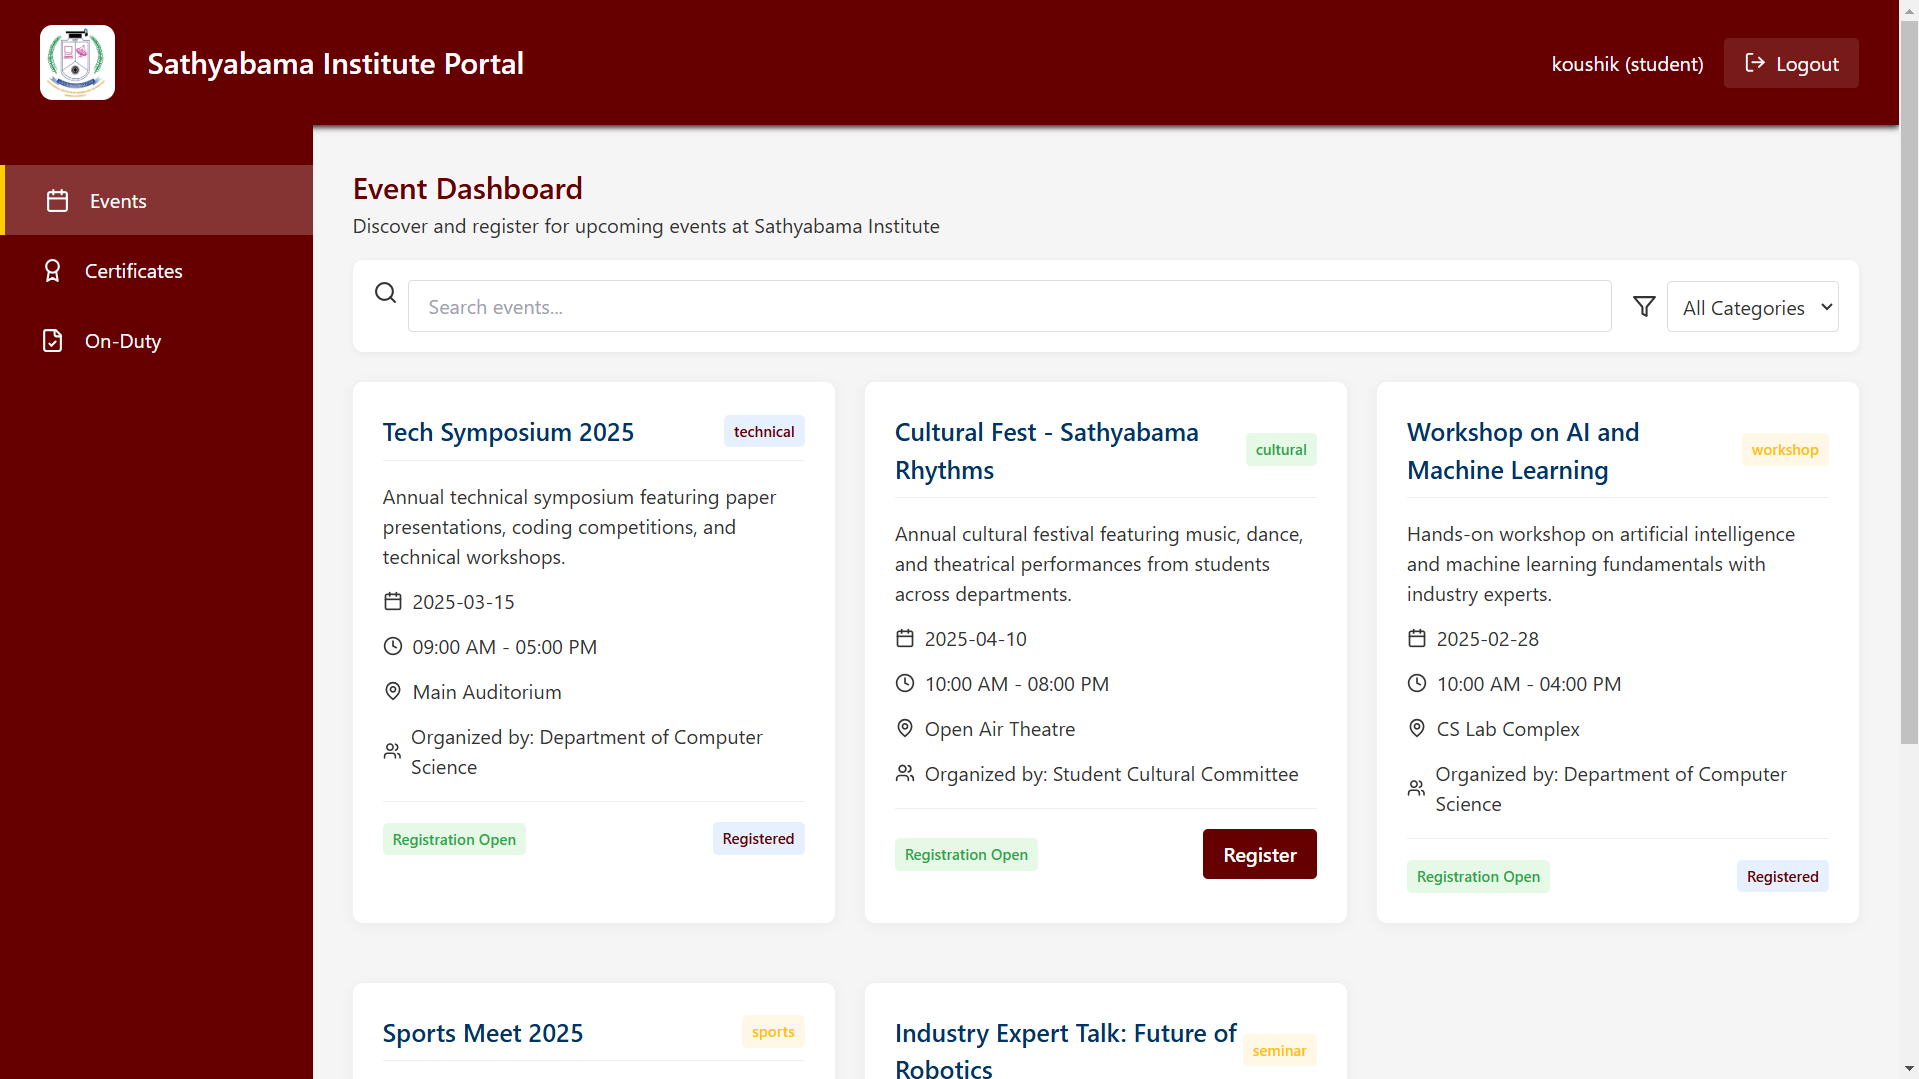 Sathyabama Institute Portal
koushik (student)
Logout
Events
Certificates
On-Duty
Event Dashboard
Discover and register for upcoming events at Sathyabama Institute
Search events...
All Categories
Tech Symposium 2025
technical
Annual technical symposium featuring paper
presentations, coding competitions, and
technical workshops.
2025-03-15
09:00 AM - 05:00 PM
Main Auditorium
Organized by: Department of Computer
Science
Registration Open
Registered
Cultural Fest - Sathyabama
Rhythms
cultural
Annual cultural festival featuring music, dance,
and theatrical performances from students
across departments.
2025-04-10
10:00 AM - 08:00 PM
Open Air Theatre
Organized by: Student Cultural Committee
Registration Open
Register
Workshop on AI and
Machine Learning
workshop
Hands-on workshop on artificial intelligence
and machine learning fundamentals with
industry experts.
2025-02-28
10:00 AM - 04:00 PM
CS Lab Complex
Organized by: Department of Computer
Science
Registration Open
Registered
Sports Meet 2025
sports
Industry Expert Talk: Future of
Robotics
seminar